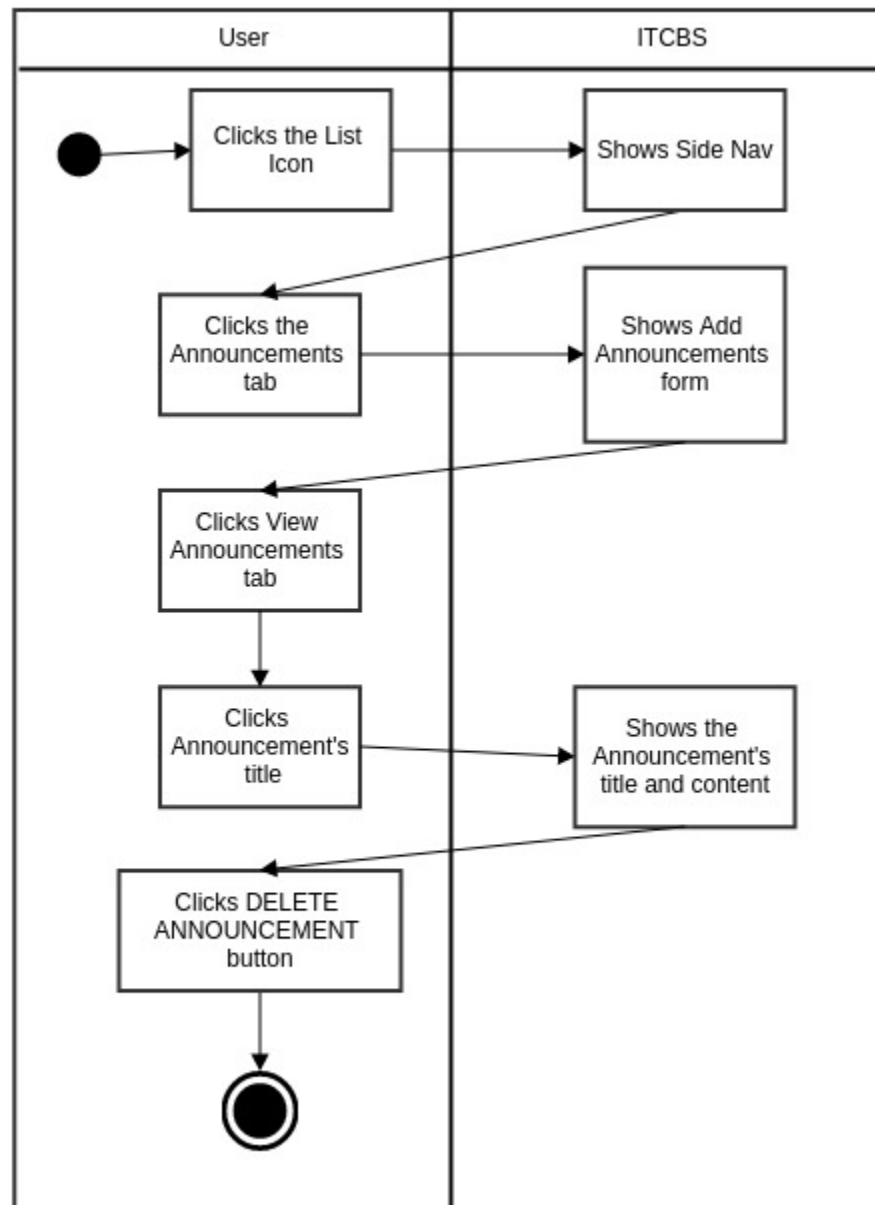 User
ITCBS
Clicks the List
Icon
Shows Side Nav
Clicks the
Announcements
tab
Shows Add
Announcements
form
Clicks View
Announcements
tab
Clicks
Announcement's
title
Shows the
Announcement's
title and content
Clicks DELETE
ANNOUNCEMENT
button